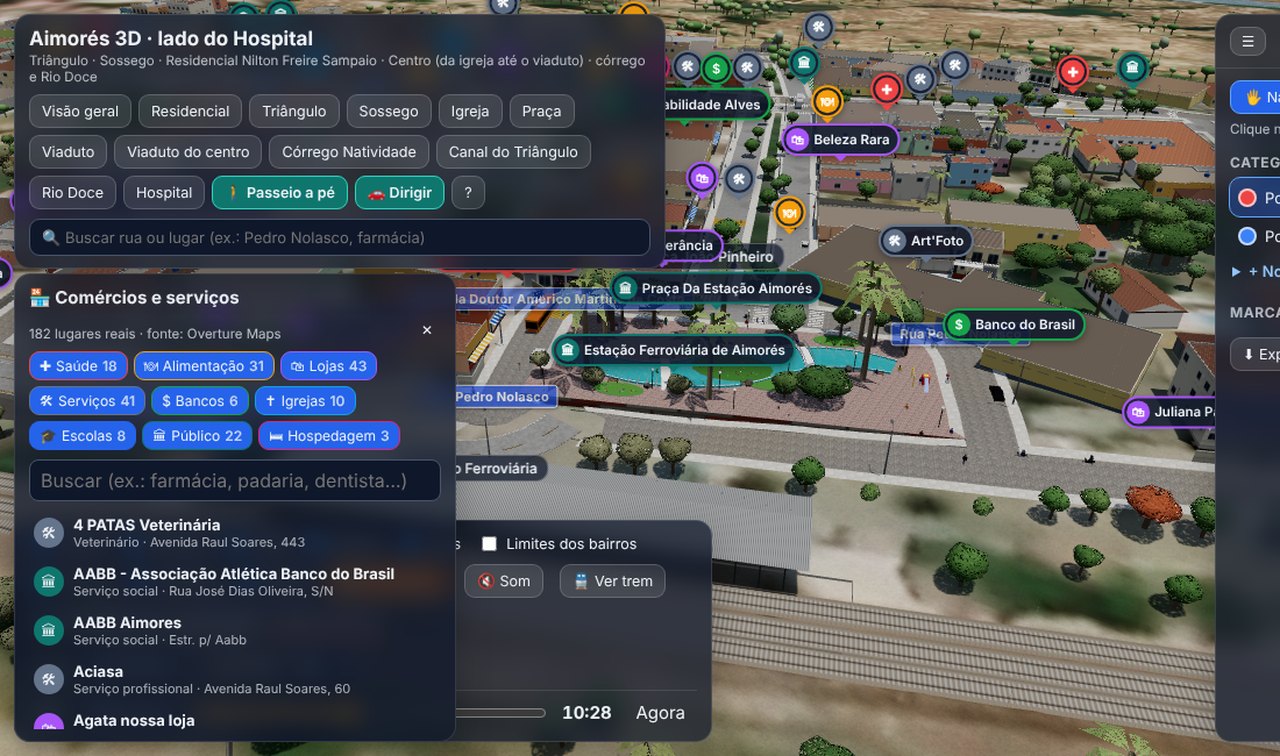 Aimorés 3D · lado do Hospital
Triângulo · Sossego · Residencial Nilton Freire Sampaio · Centro (da igreja até o viaduto) · córrego
e Rio Doce
Visão geral
Residencial
Triângulo
Sossego
Igreja
Praça
Viaduto
Viaduto do centro
Córrego Natividade
Canal do Triângulo
Rio Doce
Hospital
Passeio a pé
Dirigir
?
Buscar rua ou lugar (ex.: Pedro Nolasco, farmácia)
Comércios e serviços
182 lugares reais · fonte: Overture Maps
×
Saúde 18
Alimentação 31
Lojas 43
Serviços 41
$ Bancos 6
Igrejas 10
Escolas 8
Público 22
Hospedagem 3
Buscar (ex.: farmácia, padaria, dentista...)
4 PATAS Veterinária
Veterinário · Avenida Raul Soares, 443
AABB - Associação Atlética Banco do Brasil
Serviço social · Rua José Dias Oliveira, S/N
AABB Aimores
Serviço social · Estr. p/ Aabb
Aciasa
Serviço profissional · Avenida Raul Soares, 60
Agata nossa loja
Limites dos bairros
Som
Ver trem
10:28
Agora
Alves
Beleza Rara
Pinheiro
Art'Foto
Praça Da Estação Aimorés
Doutor Américo
Estação Ferroviária de Aimorés
$ Banco do Brasil
Rua
Pedro Nolasco
Ferroviária
Juliana
Clique
CATEG
+ No
MARCA
Exp